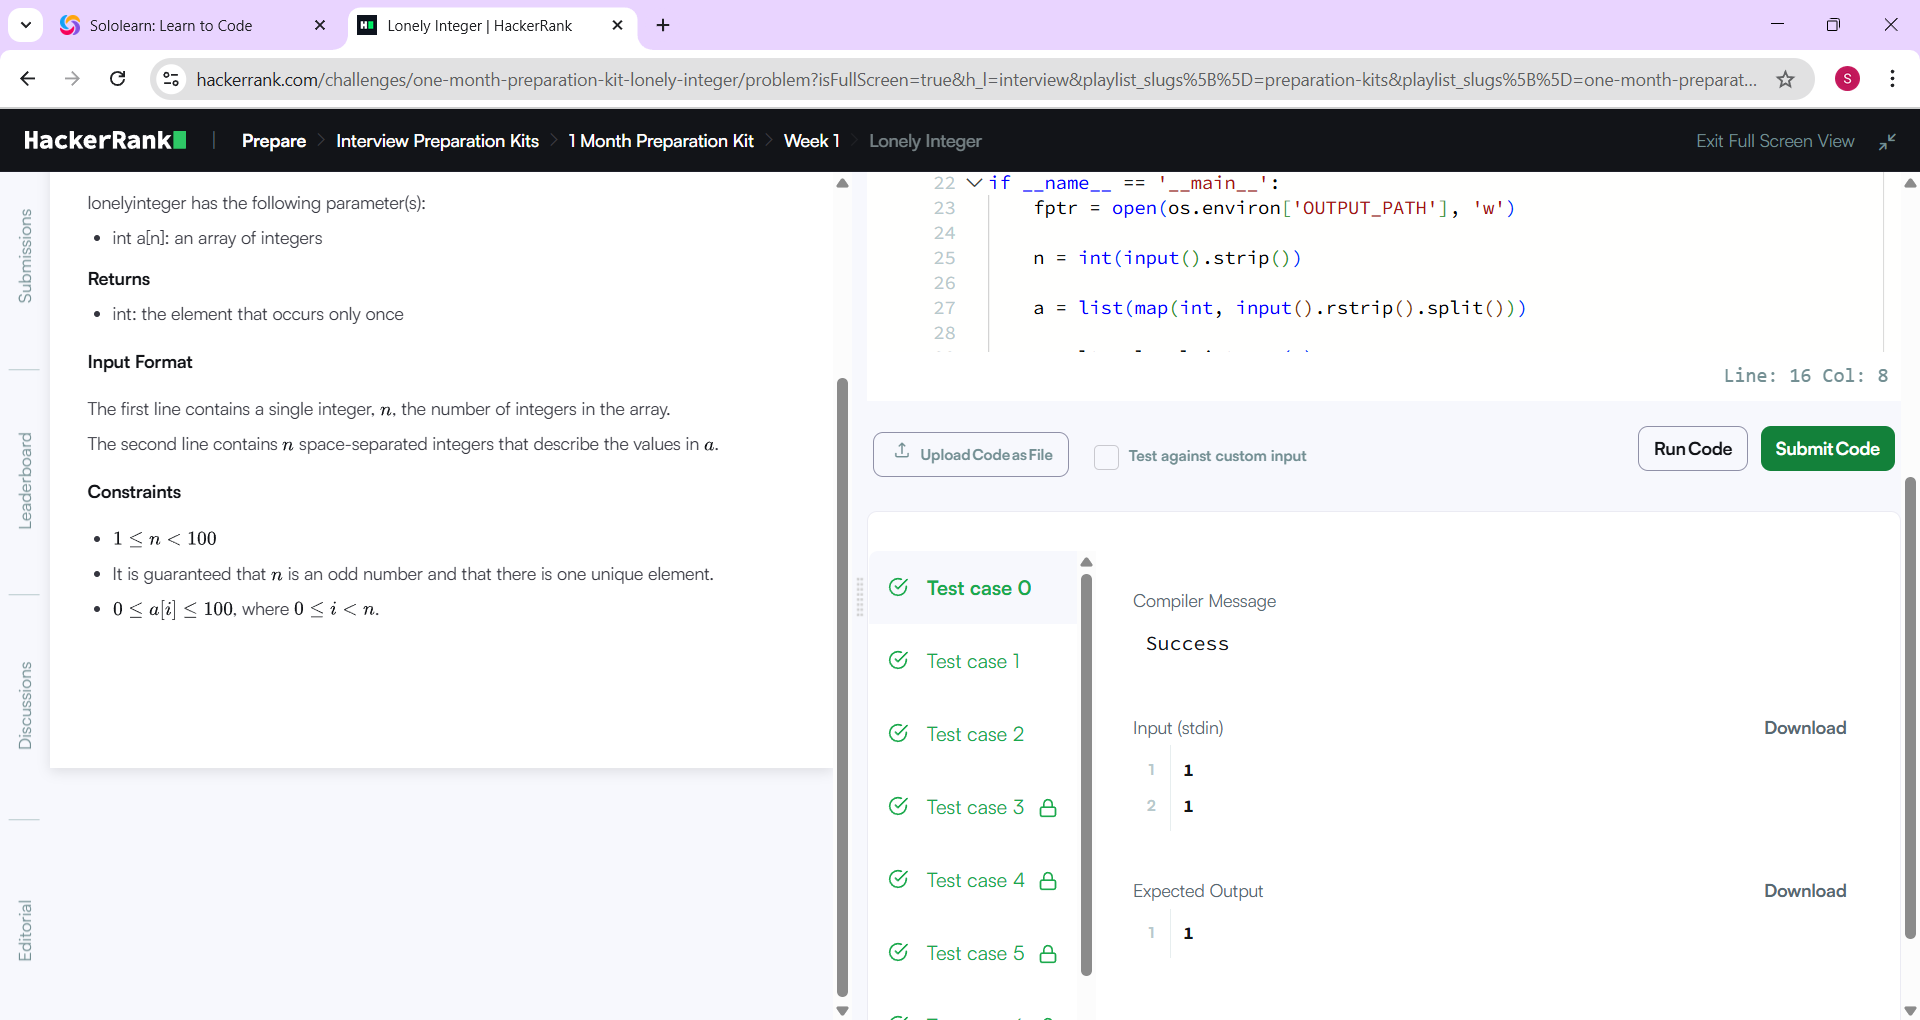 Sololearn: Learn to Code
Lonely Integer | HackerRank
hackerrank.com/challenges/one-month-preparation-kit-lonely-integer/problem?isFullScreen=true&h_l=interview&playlist_slugs%5B%5D=preparation-kits&playlist_slugs%5B%5D=one-month-preparat...
S
HackerRank
Prepare
Interview Preparation Kits
1 Month Preparation Kit
Week 1
Lonely Integer
Exit Full Screen View
Submissions
Leaderboard
Discussions
Editorial
lonelyinteger has the following parameter(s):
• int a[n]: an array of integers
Returns
• int: the element that occurs only once
Input Format
The first line contains a single integer, n, the number of integers in the array.
The second line contains n space-separated integers that describe the values in a.
Constraints
• 1 ≤ n < 100
• It is guaranteed that n is an odd number and that there is one unique element.
• 0 ≤ a[i] ≤ 100, where 0 ≤ i < n.
22 if __name__ == '__main__':
23 fptr = open(os.environ['OUTPUT_PATH'], 'w')
24
25 n = int(input().strip())
26
27 a = list(map(int, input().rstrip().split()))
28
Line: 16 Col: 8
Upload Code as File
Test against custom input
Run Code
Submit Code
Test case 0
Test case 1
Test case 2
Test case 3
Test case 4
Test case 5
Compiler Message
Success
Input (stdin)
Download
1 1
2 1
Expected Output
Download
1 1